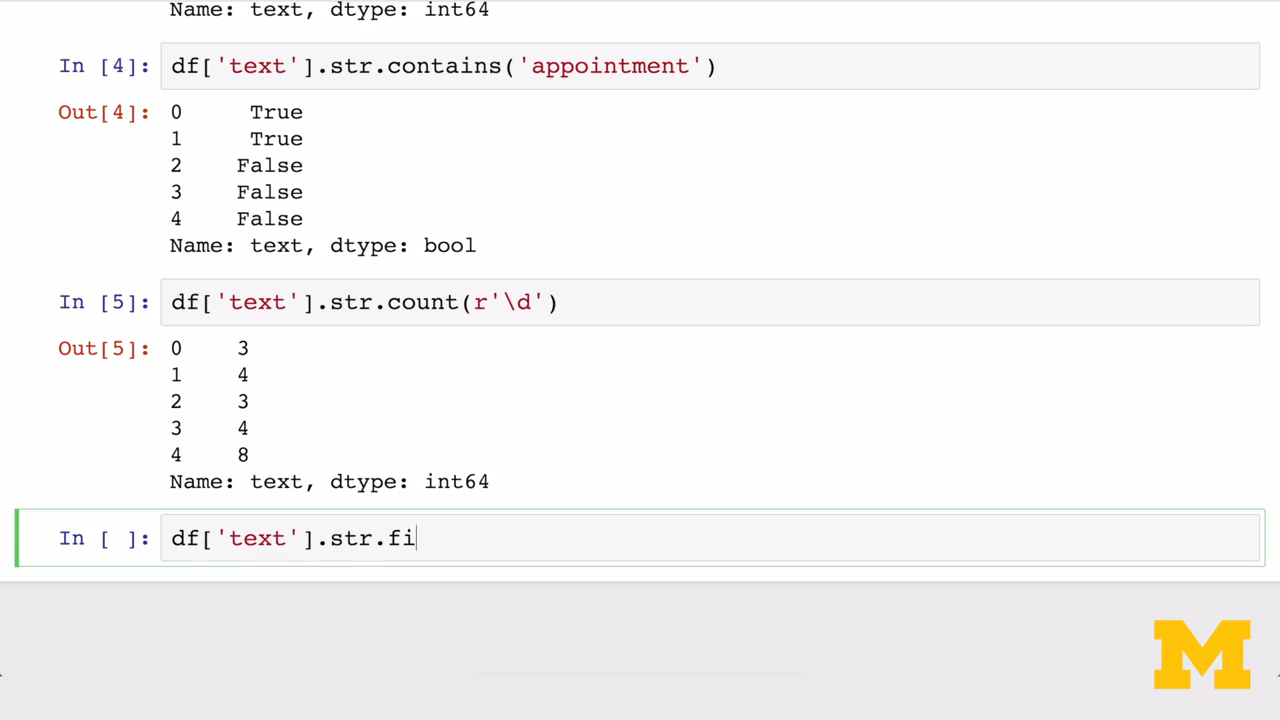 Name: text, dtype: int64
In [4]: df['text'].str.contains('appointment')
Out[4]: 0 True
1 True
2 False
3 False
4 False
Name: text, dtype: bool
In [5]: df['text'].str.count(r'\d')
Out[5]: 0 3
1 4
2 3
3 4
4 8
Name: text, dtype: int64
In [ ]: df['text'].str.fi
M